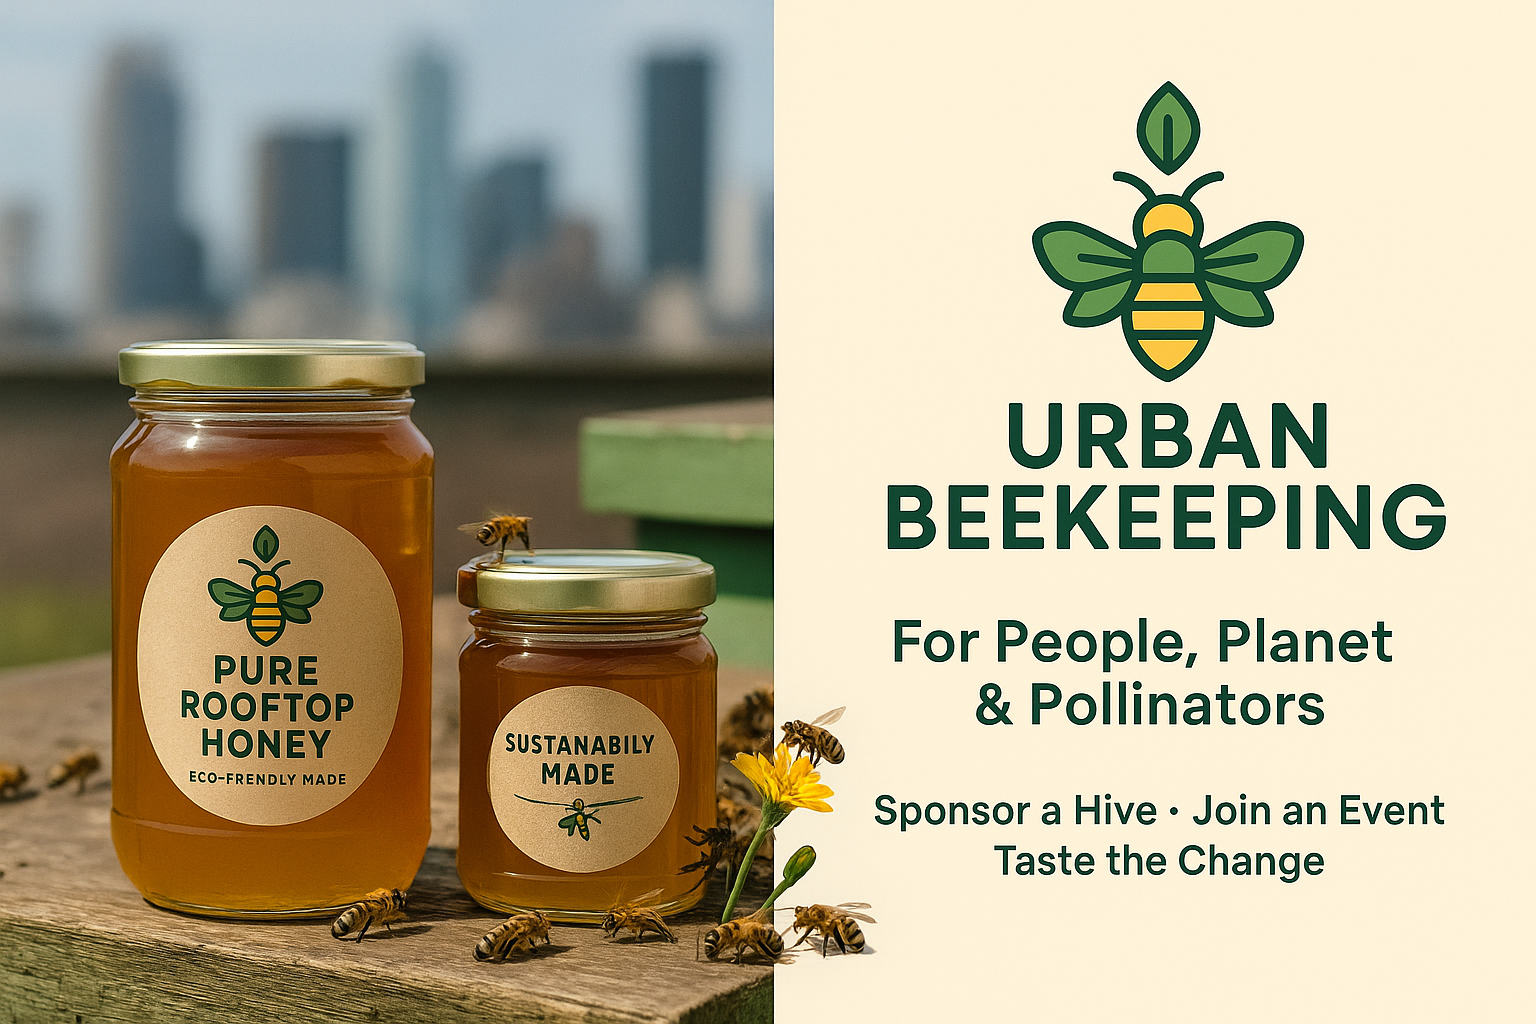 PURE
ROOFTOP
HONEY
ECO-FRENDLY MADE
SUSTANABILY
MADE
URBAN
BEEKEEPING
For People, Planet
& Pollinators
Sponsor a Hive • Join an Event
Taste the Change